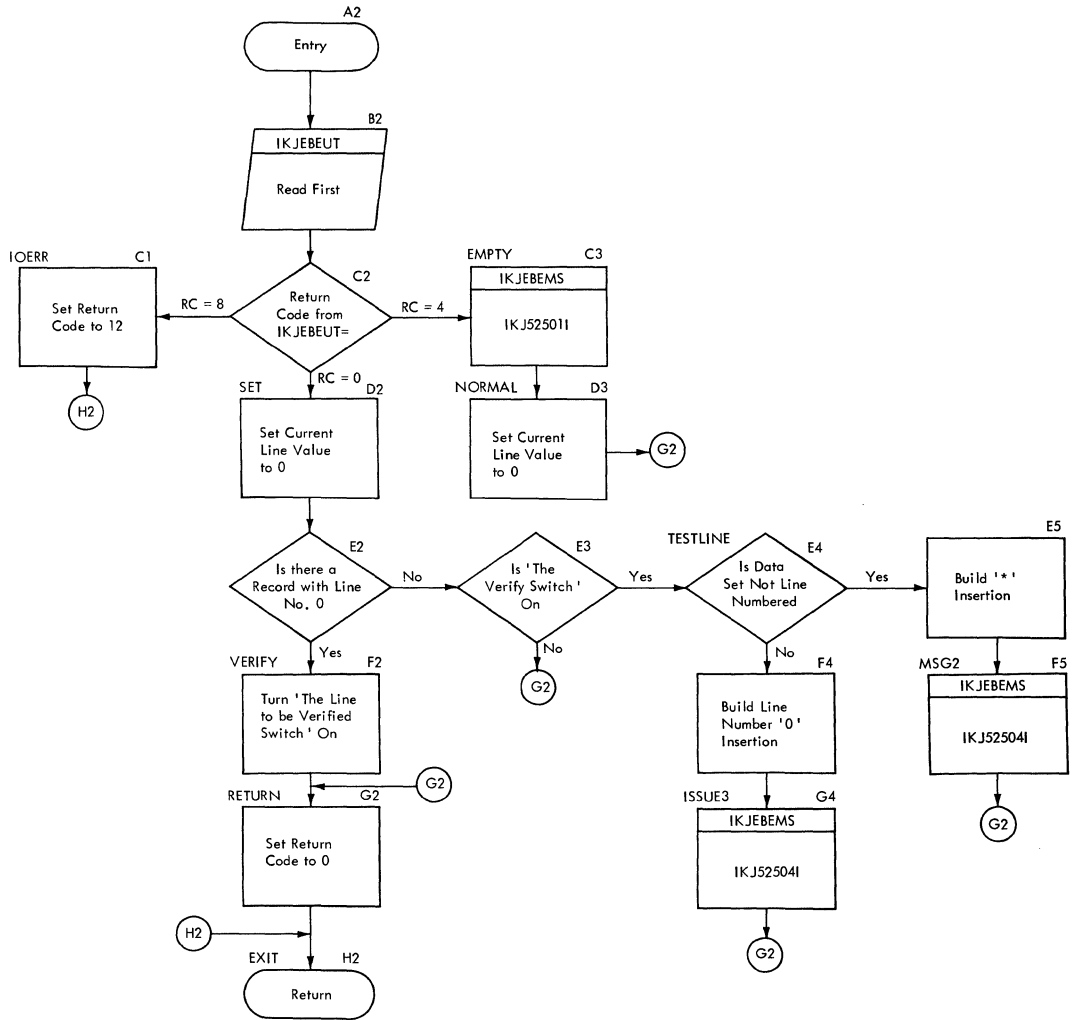 A2
Entry
B2
IKJEBEUT
Read First
IOERR
C1
Set Return
Code to 12
H2
RC = 8
C2
Return
Code from
IKJEBEUT=
RC = 4
RC = 0
EMPTY
C3
IKJEBEMS
IKJ52501I
SET
D2
Set Current
Line Value
to 0
NORMAL
D3
Set Current
Line Value
to 0
G2
E2
Is there a
Record with Line
No. 0
No
Yes
E3
Is 'The
Verify Switch'
On
Yes
No
G2
TESTLINE
E4
Is Data
Set Not Line
Numbered
Yes
No
E5
Build '*'
Insertion
VERIFY
F2
Turn 'The Line
to be Verified
Switch' On
G2
F4
Build Line
Number '0'
Insertion
MSG2
F5
IKJEBEMS
IKJ52504I
G2
RETURN
G2
Set Return
Code to 0
ISSUE3
G4
IKJEBEMS
IKJ52504I
G2
H2
EXIT
H2
Return